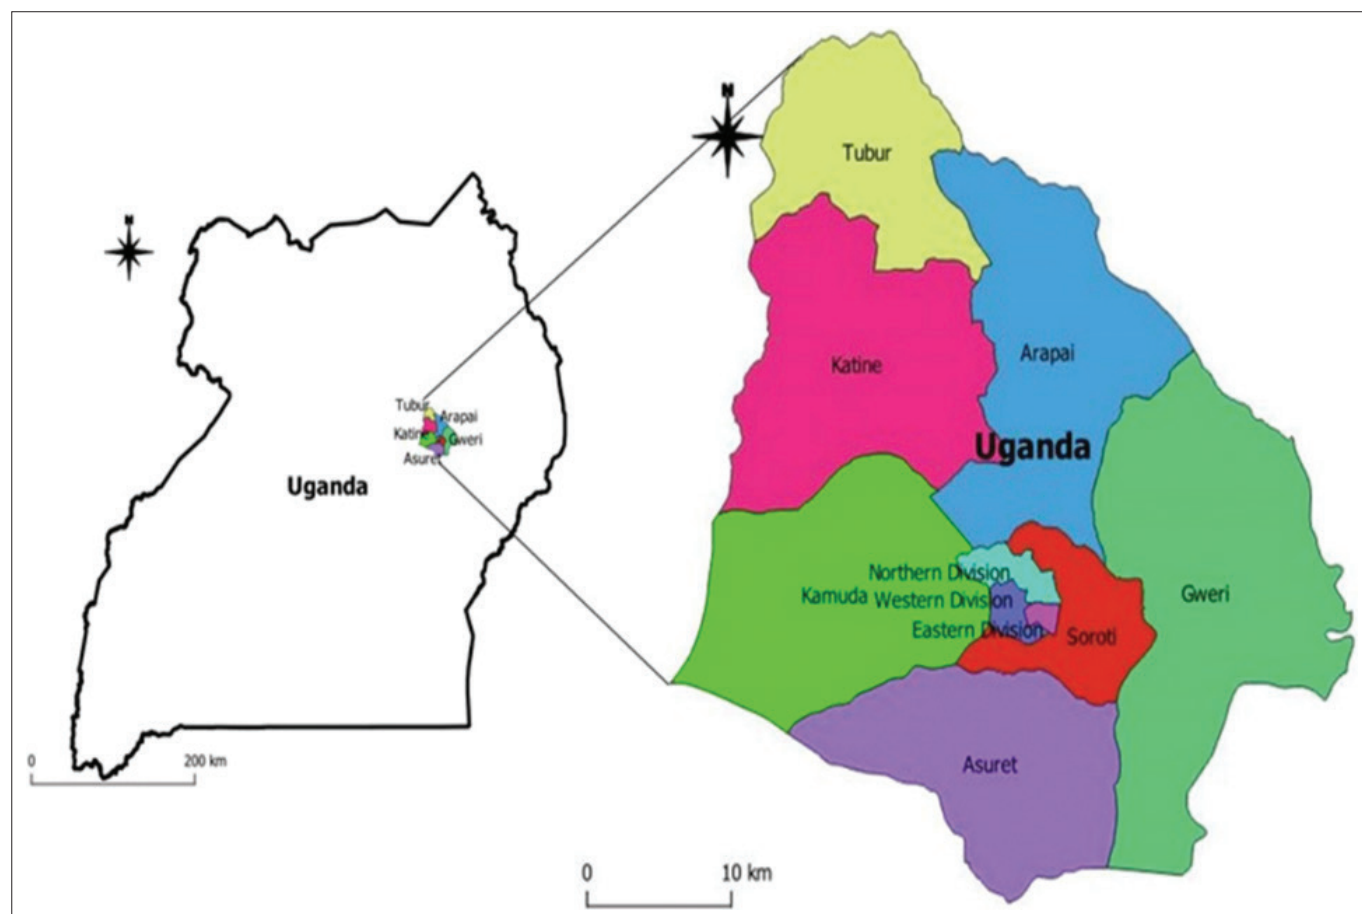 N
Tubur
Arapai
Katine
Gweri
Asuret
Uganda
0 200 km
N
Tubur
Katine
Arapai
Uganda
Northern Division
Kamuda
Western Division
Gweri
Eastern Division
Soroti
Asuret
0 10 km